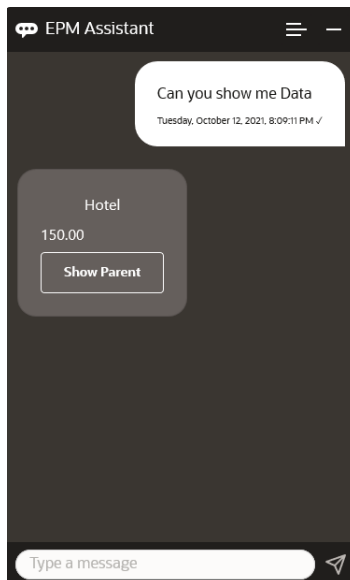 EPM Assistant
Can you show me Data
Tuesday, October 12, 2021, 8:09:11 PM ✓
Hotel
150.00
Show Parent
Type a message